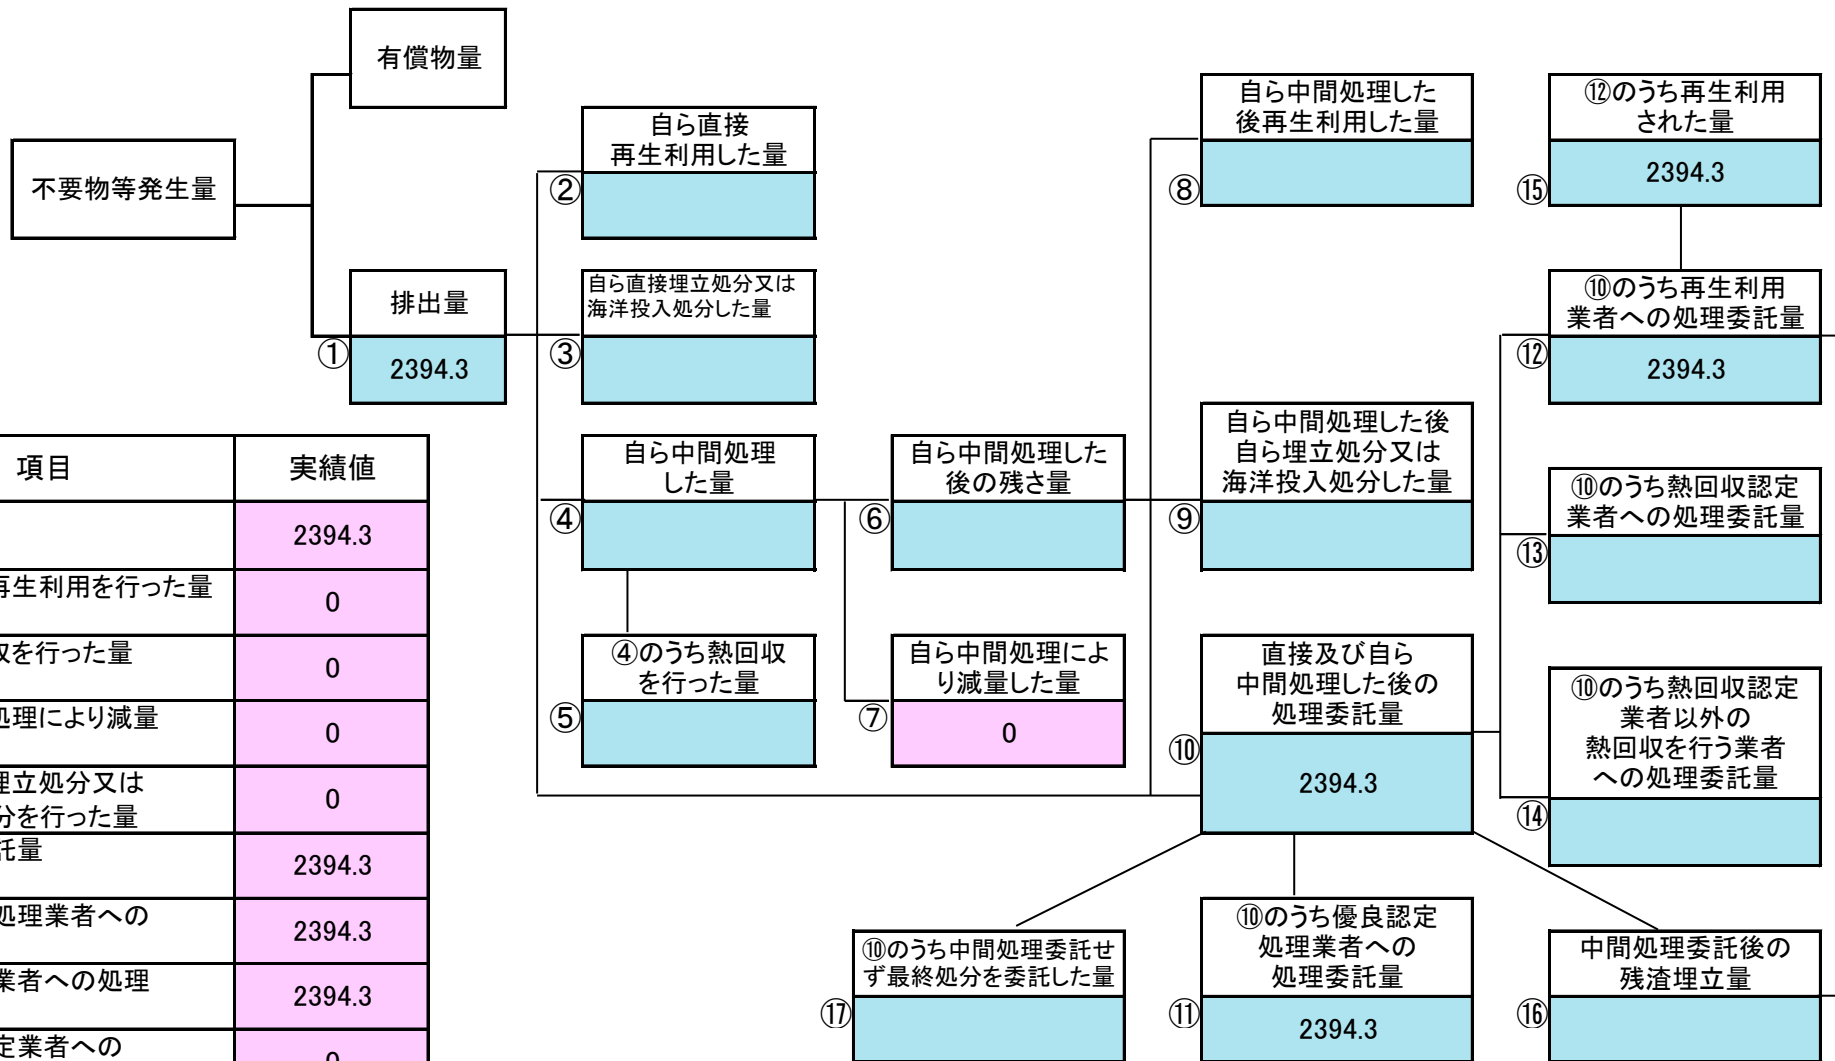 有償物量
不要物等発生量
排出量
①
2394.3
自ら直接
再生利用した量
②
自ら直接埋立処分又は
海洋投入処分した量
③
自ら中間処理
した量
④
④のうち熱回収
を行った量
⑤
自ら中間処理した
後の残さ量
⑥
自ら中間処理によ
り減量した量
⑦
0
自ら中間処理した
後再生利用した量
⑧
自ら中間処理した後
自ら埋立処分又は
海洋投入処分した量
⑨
直接及び自ら
中間処理した後の
処理委託量
⑩
2394.3
⑩のうち優良認定
処理業者への
処理委託量
⑪
2394.3
⑫のうち再生利用
された量
⑮
2394.3
⑩のうち再生利用
業者への処理委託量
⑫
2394.3
⑩のうち熱回収認定
業者への処理委託量
⑬
⑩のうち熱回収認定
業者以外の
熱回収を行う業者
への処理委託量
⑭
⑩のうち中間処理委託せ
ず最終処分を委託した量
⑰
中間処理委託後の
残渣埋立量
⑯
項目 実績値
2394.3
再生利用を行った量
0
収を行った量
0
処理により減量
0
埋立処分又は
分を行った量
0
託量
2394.3
処理業者への
2394.3
業者への処理
2394.3
定業者への
0